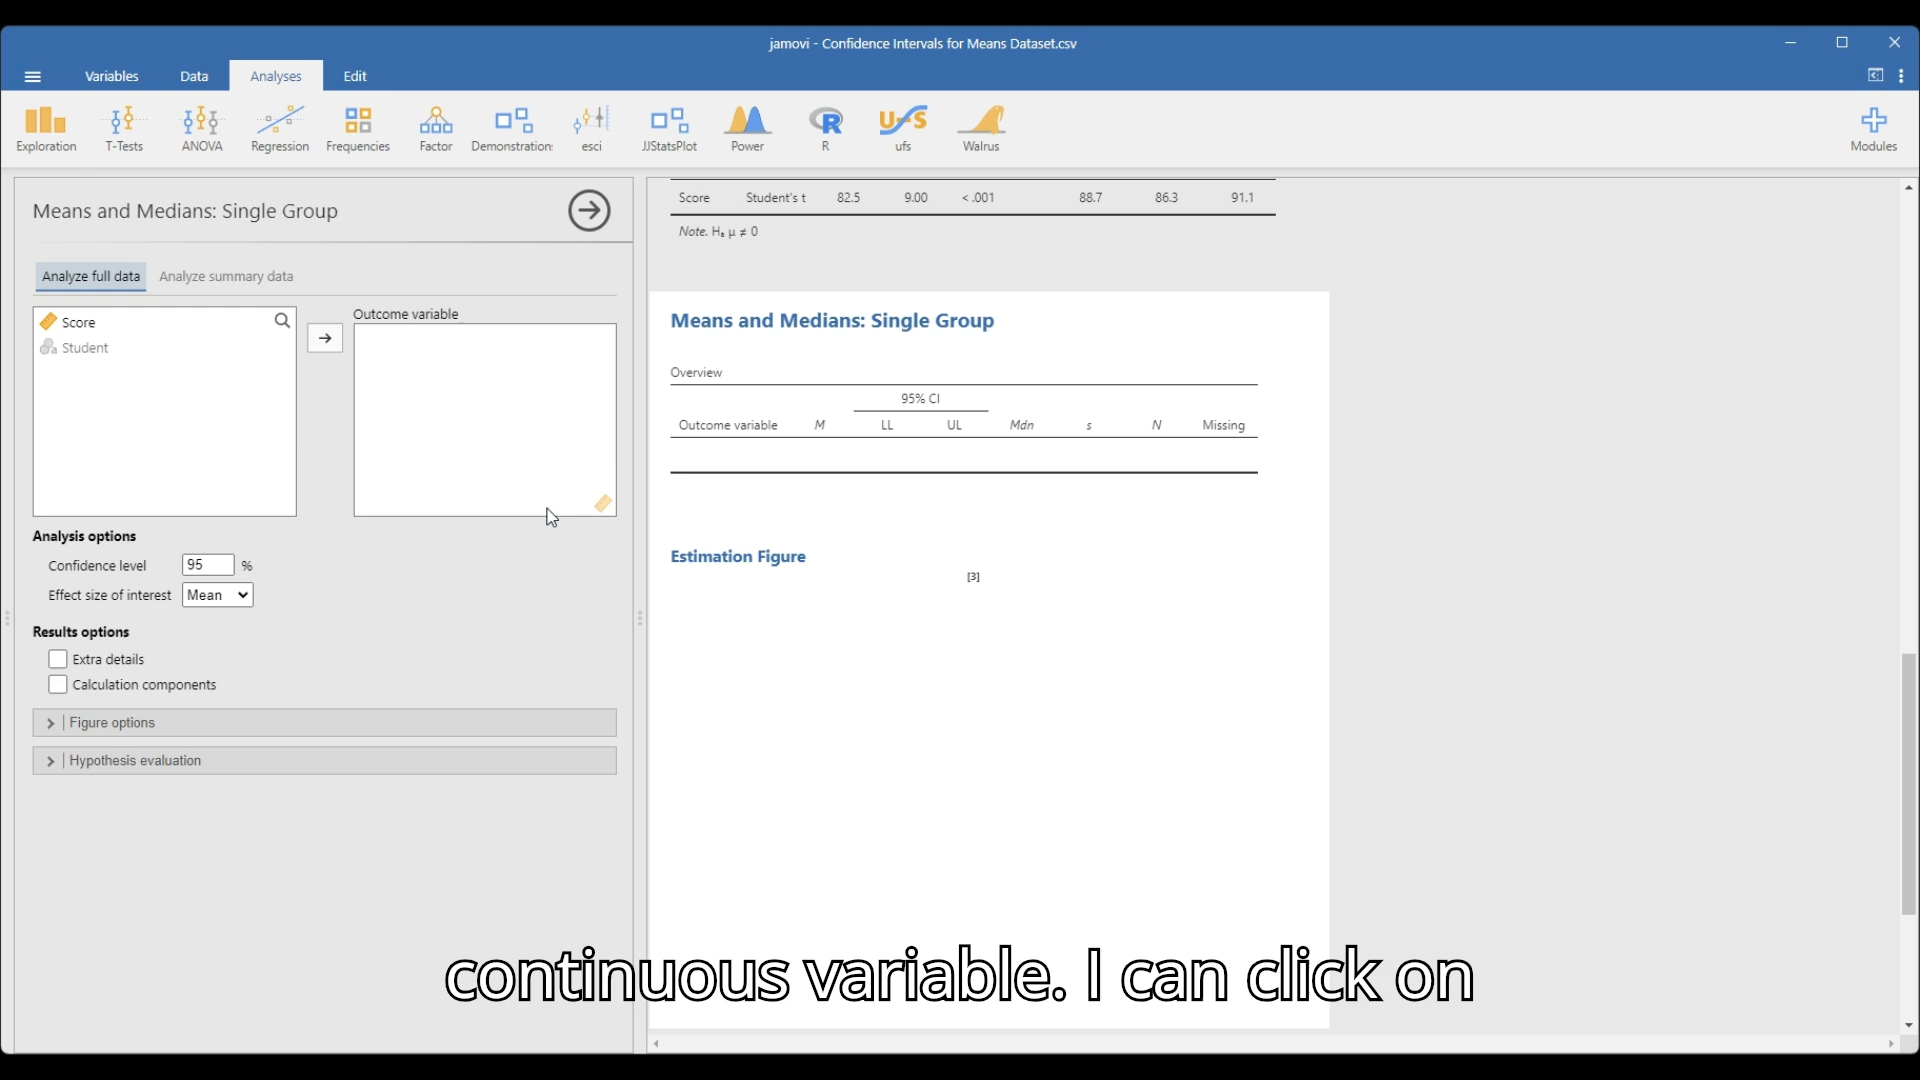 jamovi - Confidence Intervals for Means Dataset.csv
Variables Data Analyses Edit
Exploration T-Tests ANOVA Regression Frequencies Factor Demonstrations esci JJStatsPlot Power R ufs Walrus Modules
Means and Medians: Single Group
Analyze full data Analyze summary data
Score
Student
Outcome variable
Analysis options
Confidence level 95 %
Effect size of interest Mean
Results options
Extra details
Calculation components
Figure options
Hypothesis evaluation
Score Student's t 82.5 9.00 < .001 88.7 86.3 91.1
Note. Hₐ μ ≠ 0
Means and Medians: Single Group
Overview
95% CI
Outcome variable M LL UL Mdn s N Missing
Estimation Figure
[3]
continuous variable. I can click on